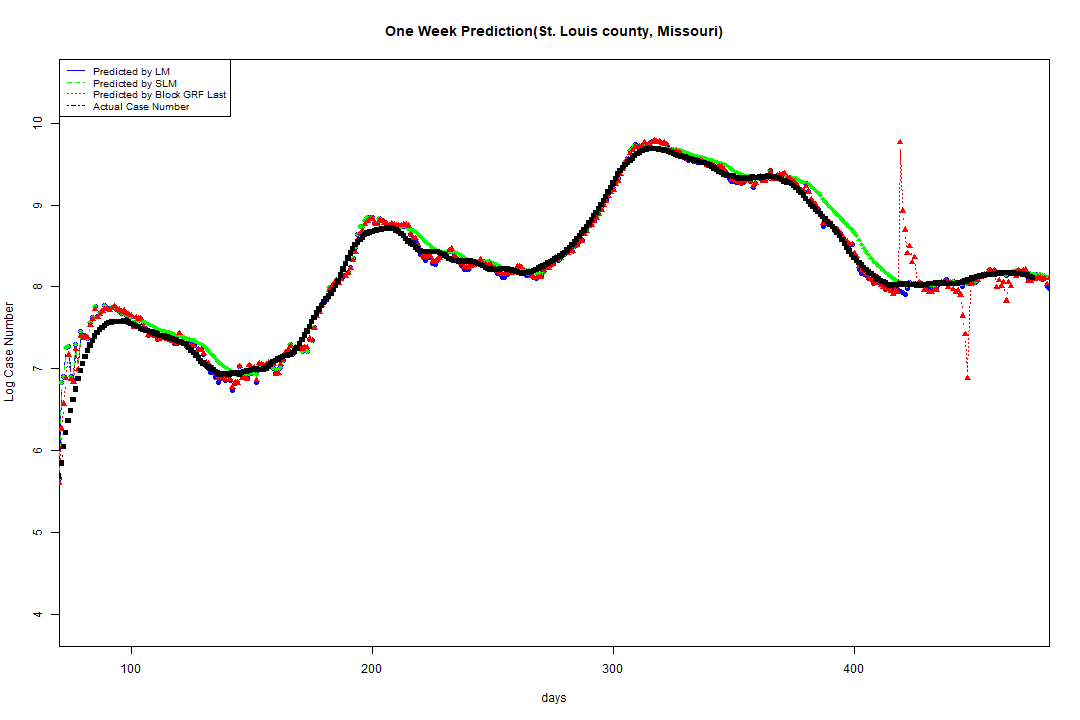 One Week Prediction(St. Louis county, Missouri)
Predicted by LM
Predicted by SLM
Predicted by Block GRF Last
Actual Case Number
10
9
8
7
6
5
4
Log Case Number
100 200 300 400
days